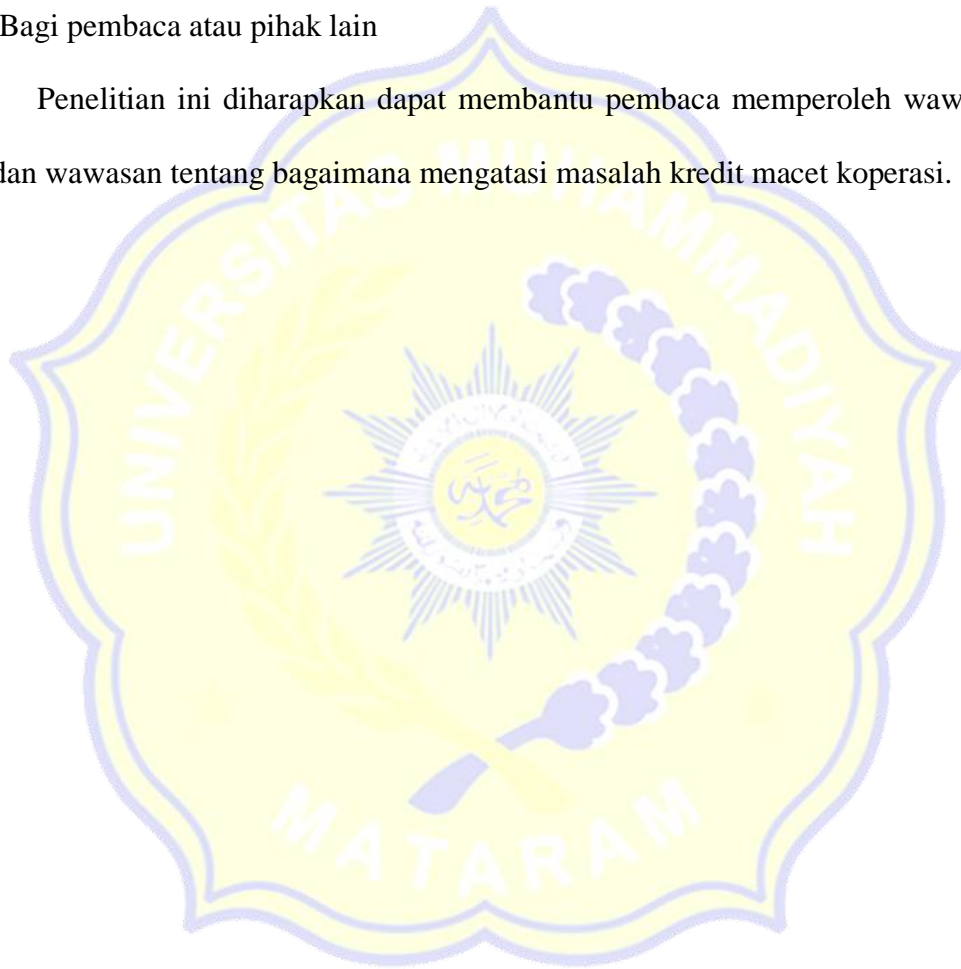 Bagi pembaca atau pihak lain
Penelitian ini diharapkan dapat membantu pembaca memperoleh waw
dan wawasan tentang bagaimana mengatasi masalah kredit macet koperasi.
UNIVERSITAS MUHAMMADIYAH
MATARAM